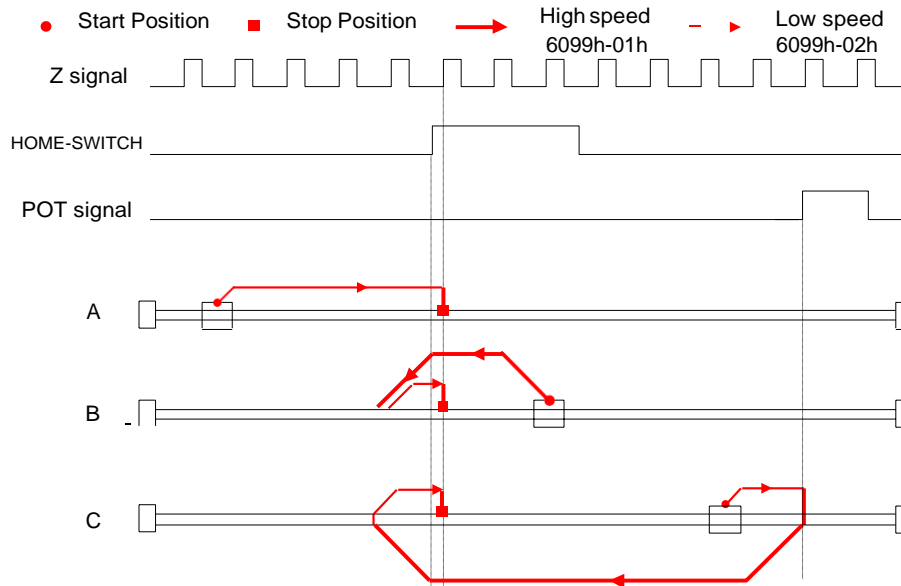 Start Position
Stop Position
High speed
6099h-01h
Low speed
6099h-02h
Z signal
HOME-SWITCH
POT signal
A
B
C